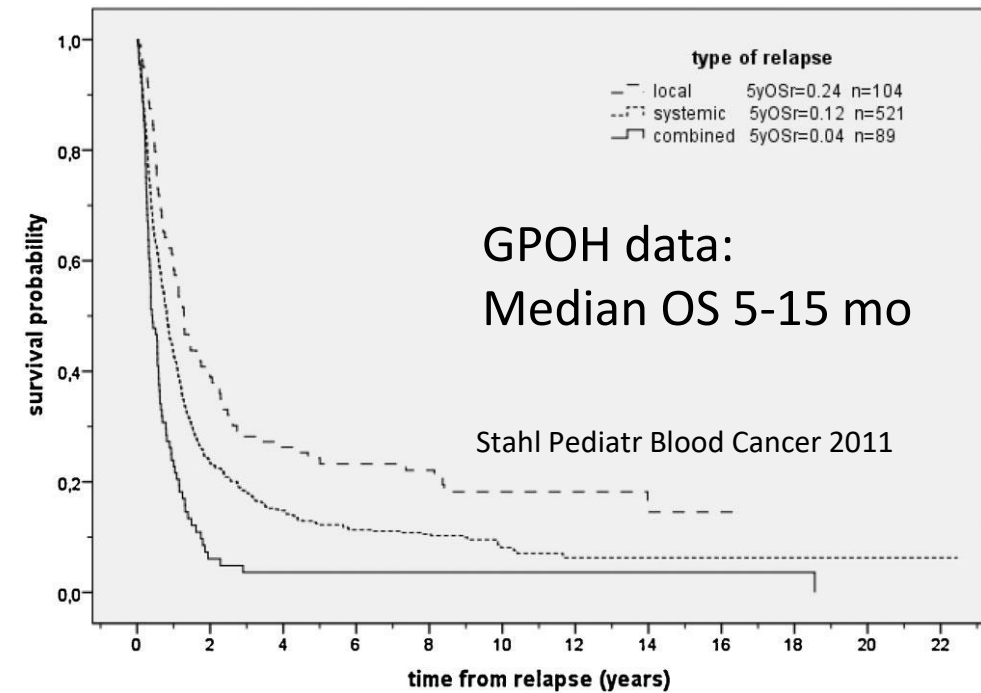 type of relapse
local 5yOSr=0.24 n=104
systemic 5yOSr=0.12 n=521
combined 5yOSr=0.04 n=89
GPOH data:
Median OS 5-15 mo
Stahl Pediatr Blood Cancer 2011
survival probability
1,0
0,8
0,6
0,4
0,2
0,0
0 2 4 6 8 10 12 14 16 18 20 22
time from relapse (years)